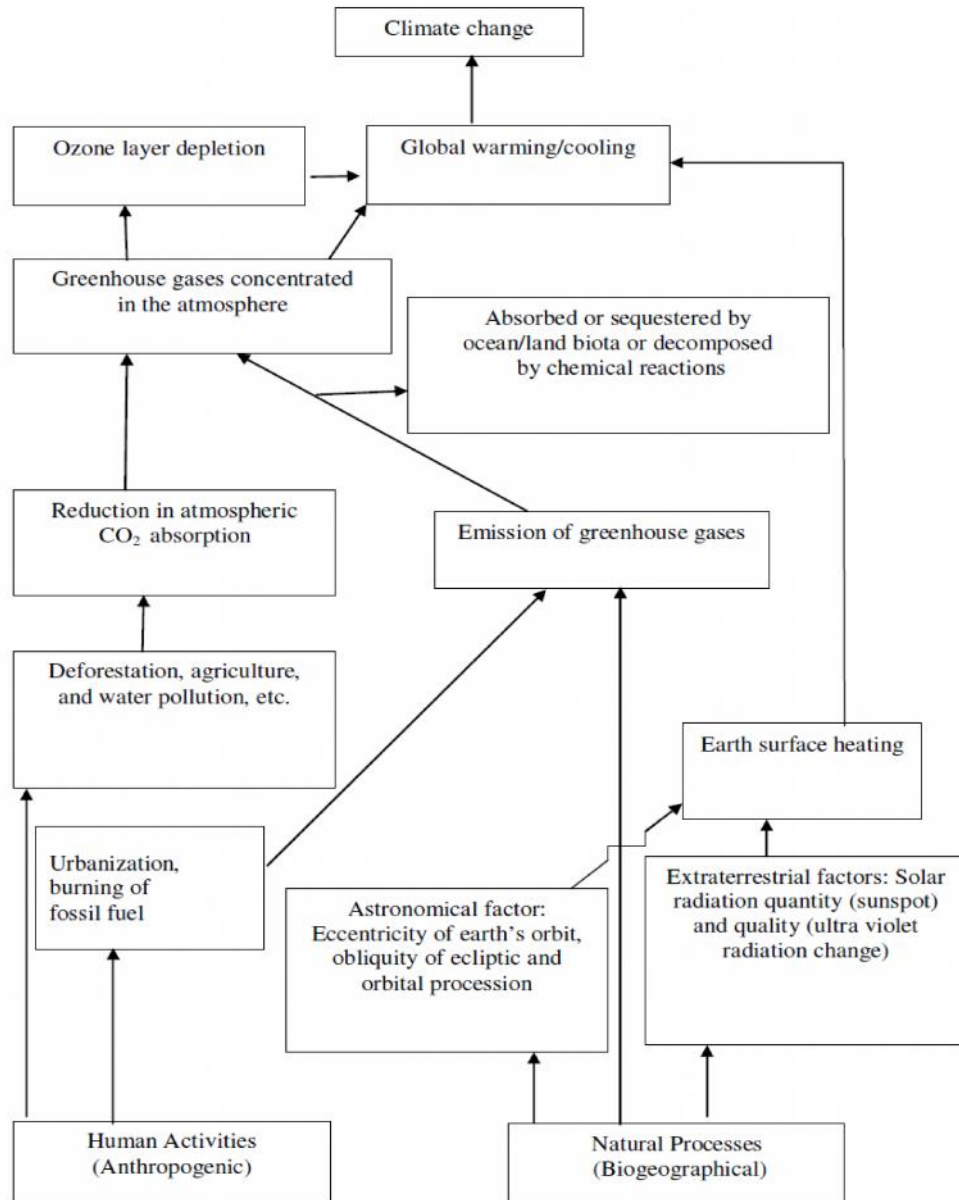 Climate change
Ozone layer depletion
Global warming/cooling
Greenhouse gases concentrated
in the atmosphere
Absorbed or sequestered by
ocean/land biota or decomposed
by chemical reactions
Reduction in atmospheric
CO₂ absorption
Emission of greenhouse gases
Deforestation, agriculture,
and water pollution, etc.
Earth surface heating
Urbanization,
burning of
fossil fuel
Astronomical factor:
Eccentricity of earth's orbit,
obliquity of ecliptic and
orbital procession
Extraterrestrial factors: Solar
radiation quantity (sunspot)
and quality (ultra violet
radiation change)
Human Activities
(Anthropogenic)
Natural Processes
(Biogeographical)